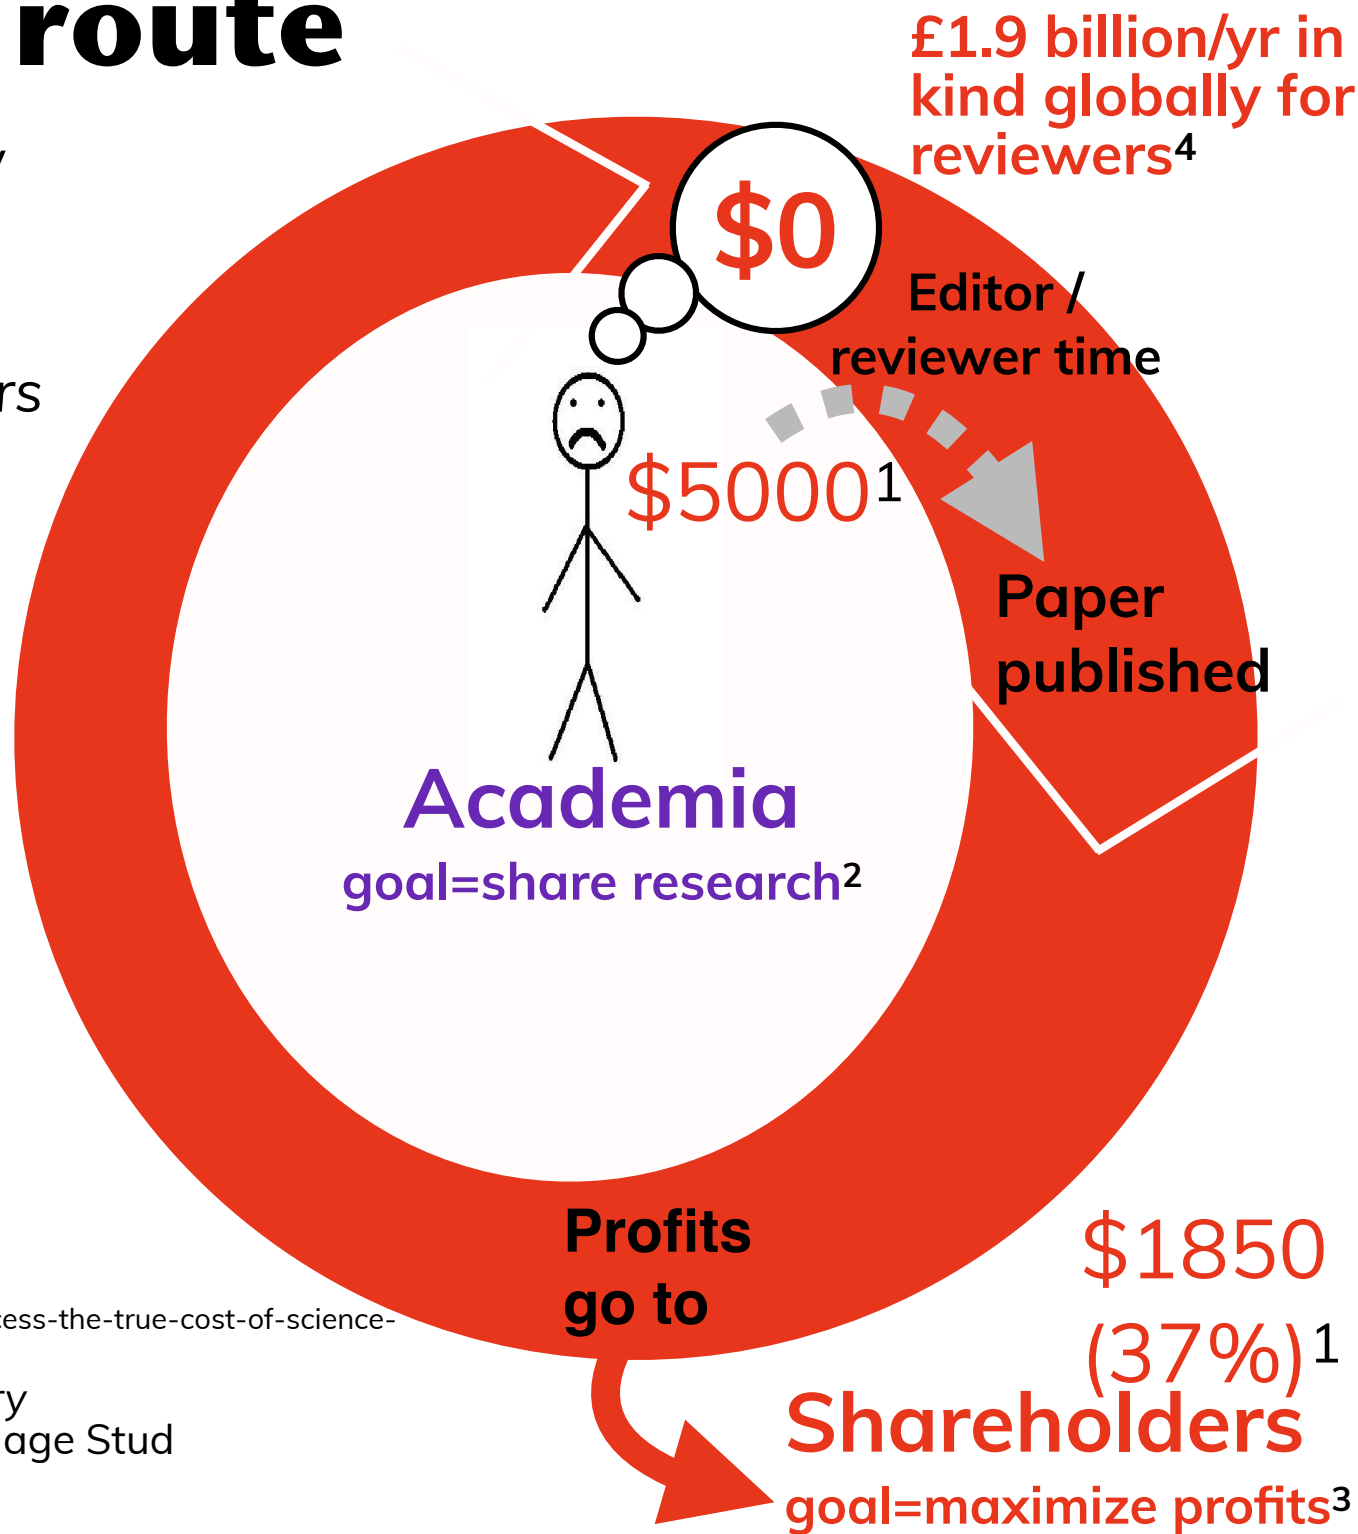 route
£1.9 billion/yr in
kind globally for
reviewers4
$0
Editor /
reviewer time
rs
$50001
Paper
published
Academia
goal=share research2
Profits
go to
$1850
(37%)1
cess-the-true-cost-of-science-
ry
age Stud
Shareholders
goal=maximize profits3